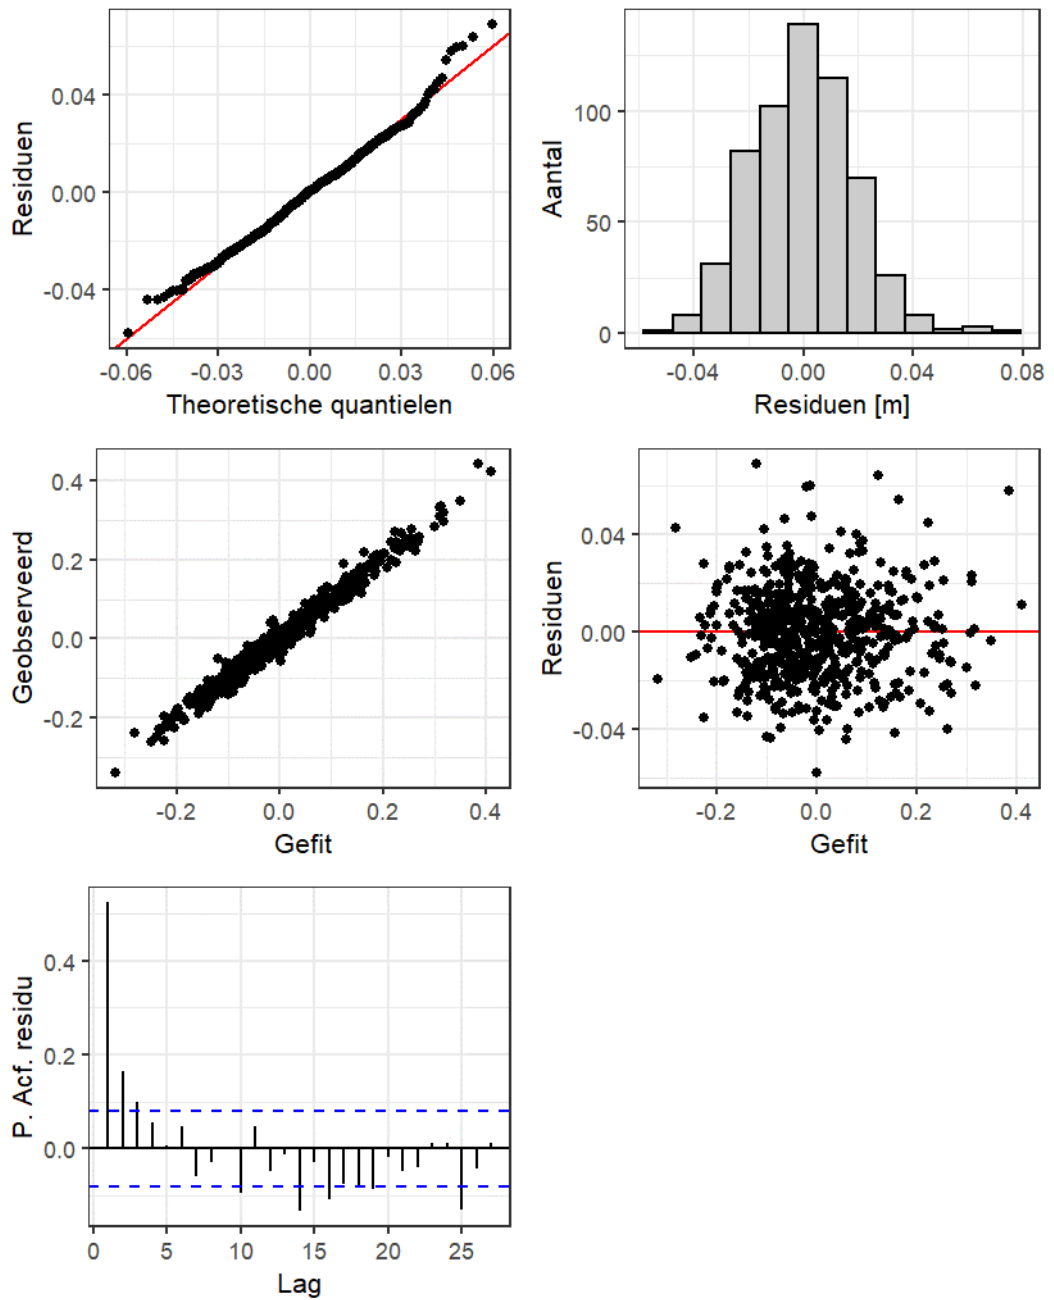 Residuen
0.04
0.00
-0.04
-0.06 -0.03 0.00 0.03 0.06
Theoretische quantielen
Aantal
100
50
0
-0.04 0.00 0.04 0.08
Residuen [m]
Geobserveerd
0.4
0.2
0.0
-0.2
-0.2 0.0 0.2 0.4
Gefit
Residuen
0.04
0.00
-0.04
-0.2 0.0 0.2 0.4
Gefit
P. Acf. residu
0.4
0.2
0.0
0 5 10 15 20 25
Lag